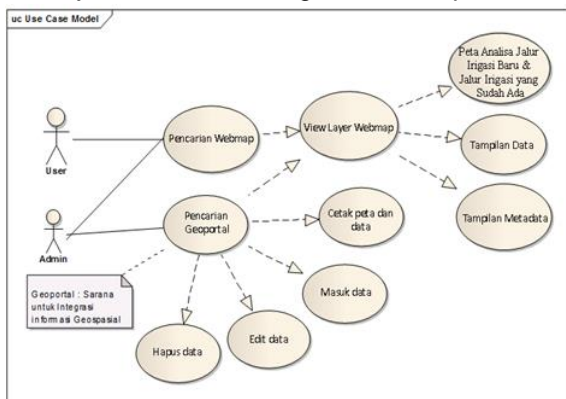 uc Use Case Model
Peta Analisa Jalur
Irigasi Baru &
Jalur Irigasi yang
Sudah Ada
Pencarian Webmap
View Layer Webmap
Tampilan Data
User
Pencarian
Geoportal
Cetak peta dan
data
Tampilan Metadata
Admin
Geoportal : Sarana
untuk Integrasi
informasi Geospasial
Masuk data
Hapus data
Edit data